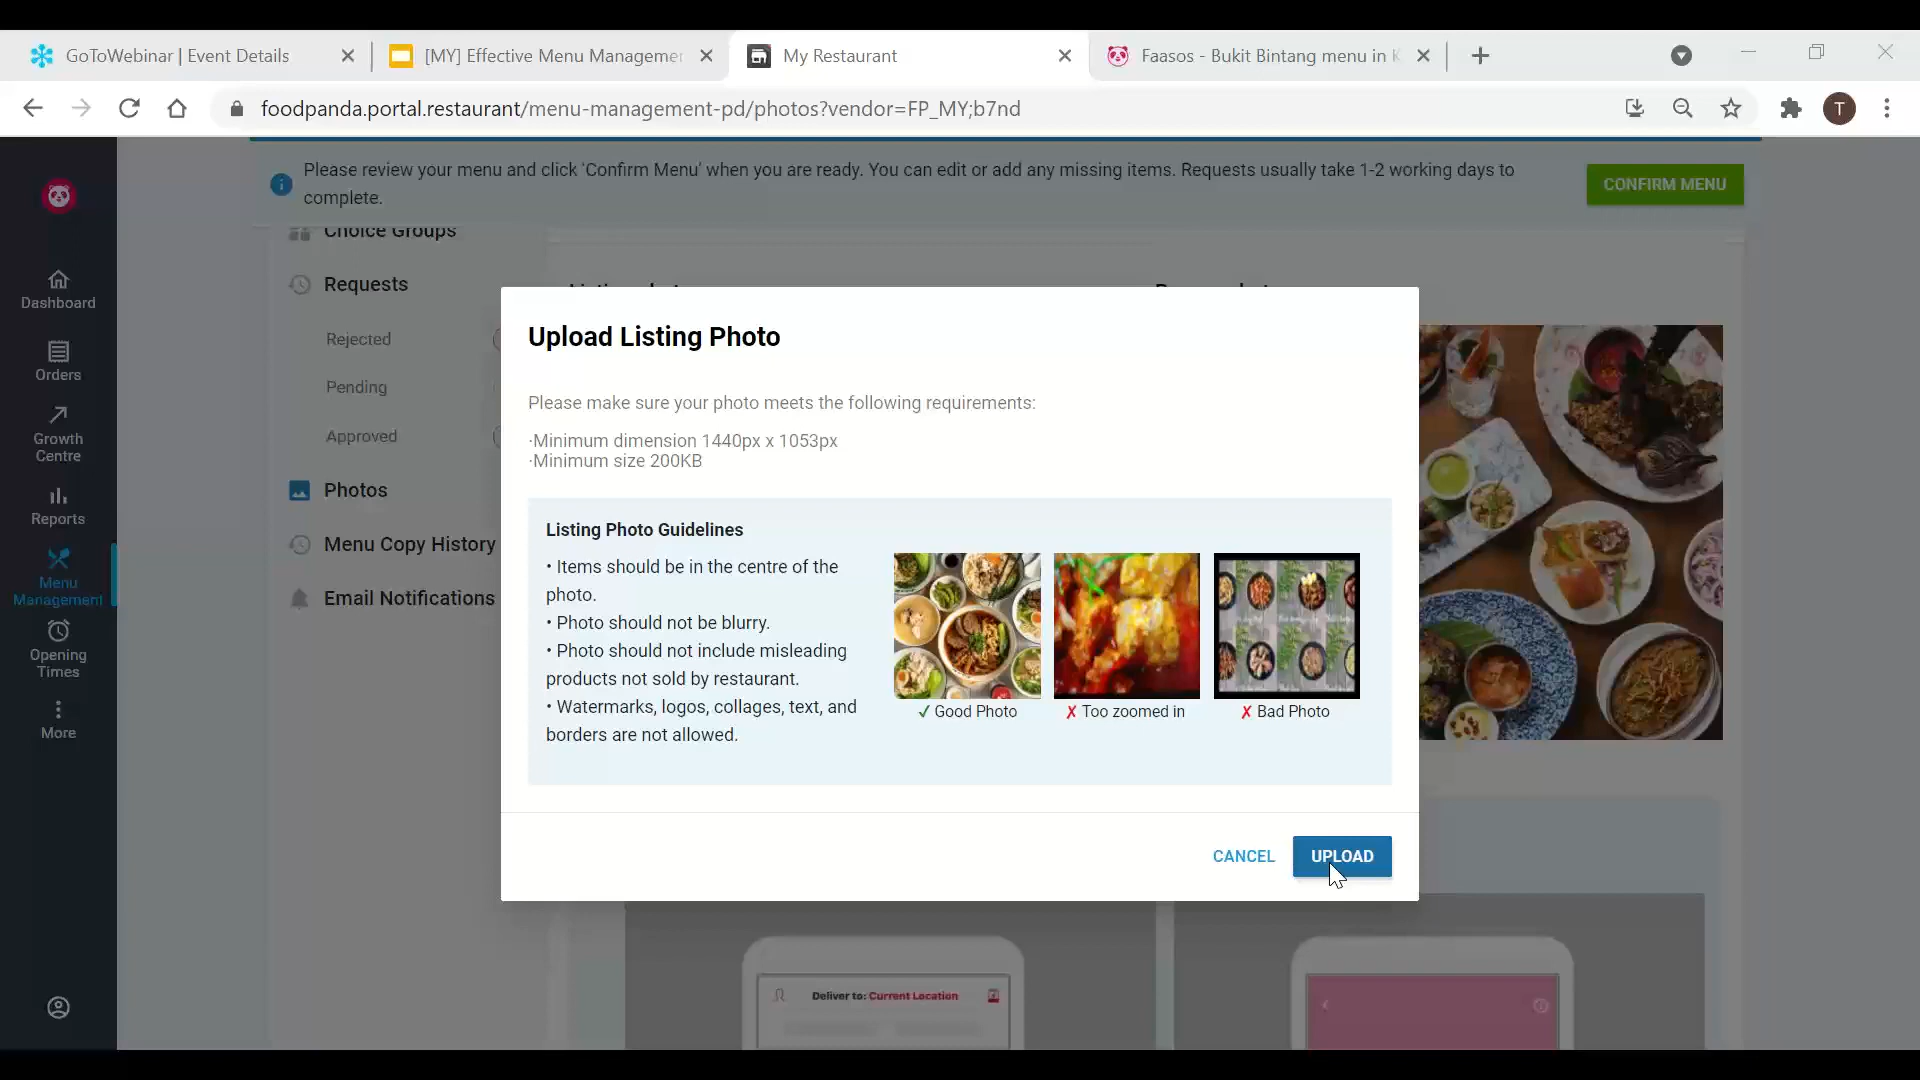 GoToWebinar | Event Details
[MY] Effective Menu Managemen
My Restaurant
Faasos - Bukit Bintang menu in K
foodpanda.portal.restaurant/menu-management-pd/photos?vendor=FP_MY;b7nd
T
Please review your menu and click 'Confirm Menu' when you are ready. You can edit or add any missing items. Requests usually take 1-2 working days to
complete.
CONFIRM MENU
Dashboard
Orders
Growth
Centre
Reports
Menu
Management
Opening
Times
More
Choice Groups
Requests
Rejected
Pending
Approved
Photos
Menu Copy History
Email Notifications
Upload Listing Photo
Please make sure your photo meets the following requirements:
·Minimum dimension 1440px x 1053px
·Minimum size 200KB
Listing Photo Guidelines
• Items should be in the centre of the
photo.
• Photo should not be blurry.
• Photo should not include misleading
products not sold by restaurant.
• Watermarks, logos, collages, text, and
borders are not allowed.
✓ Good Photo
✗ Too zoomed in
✗ Bad Photo
CANCEL
UPLOAD
Deliver to: Current Location